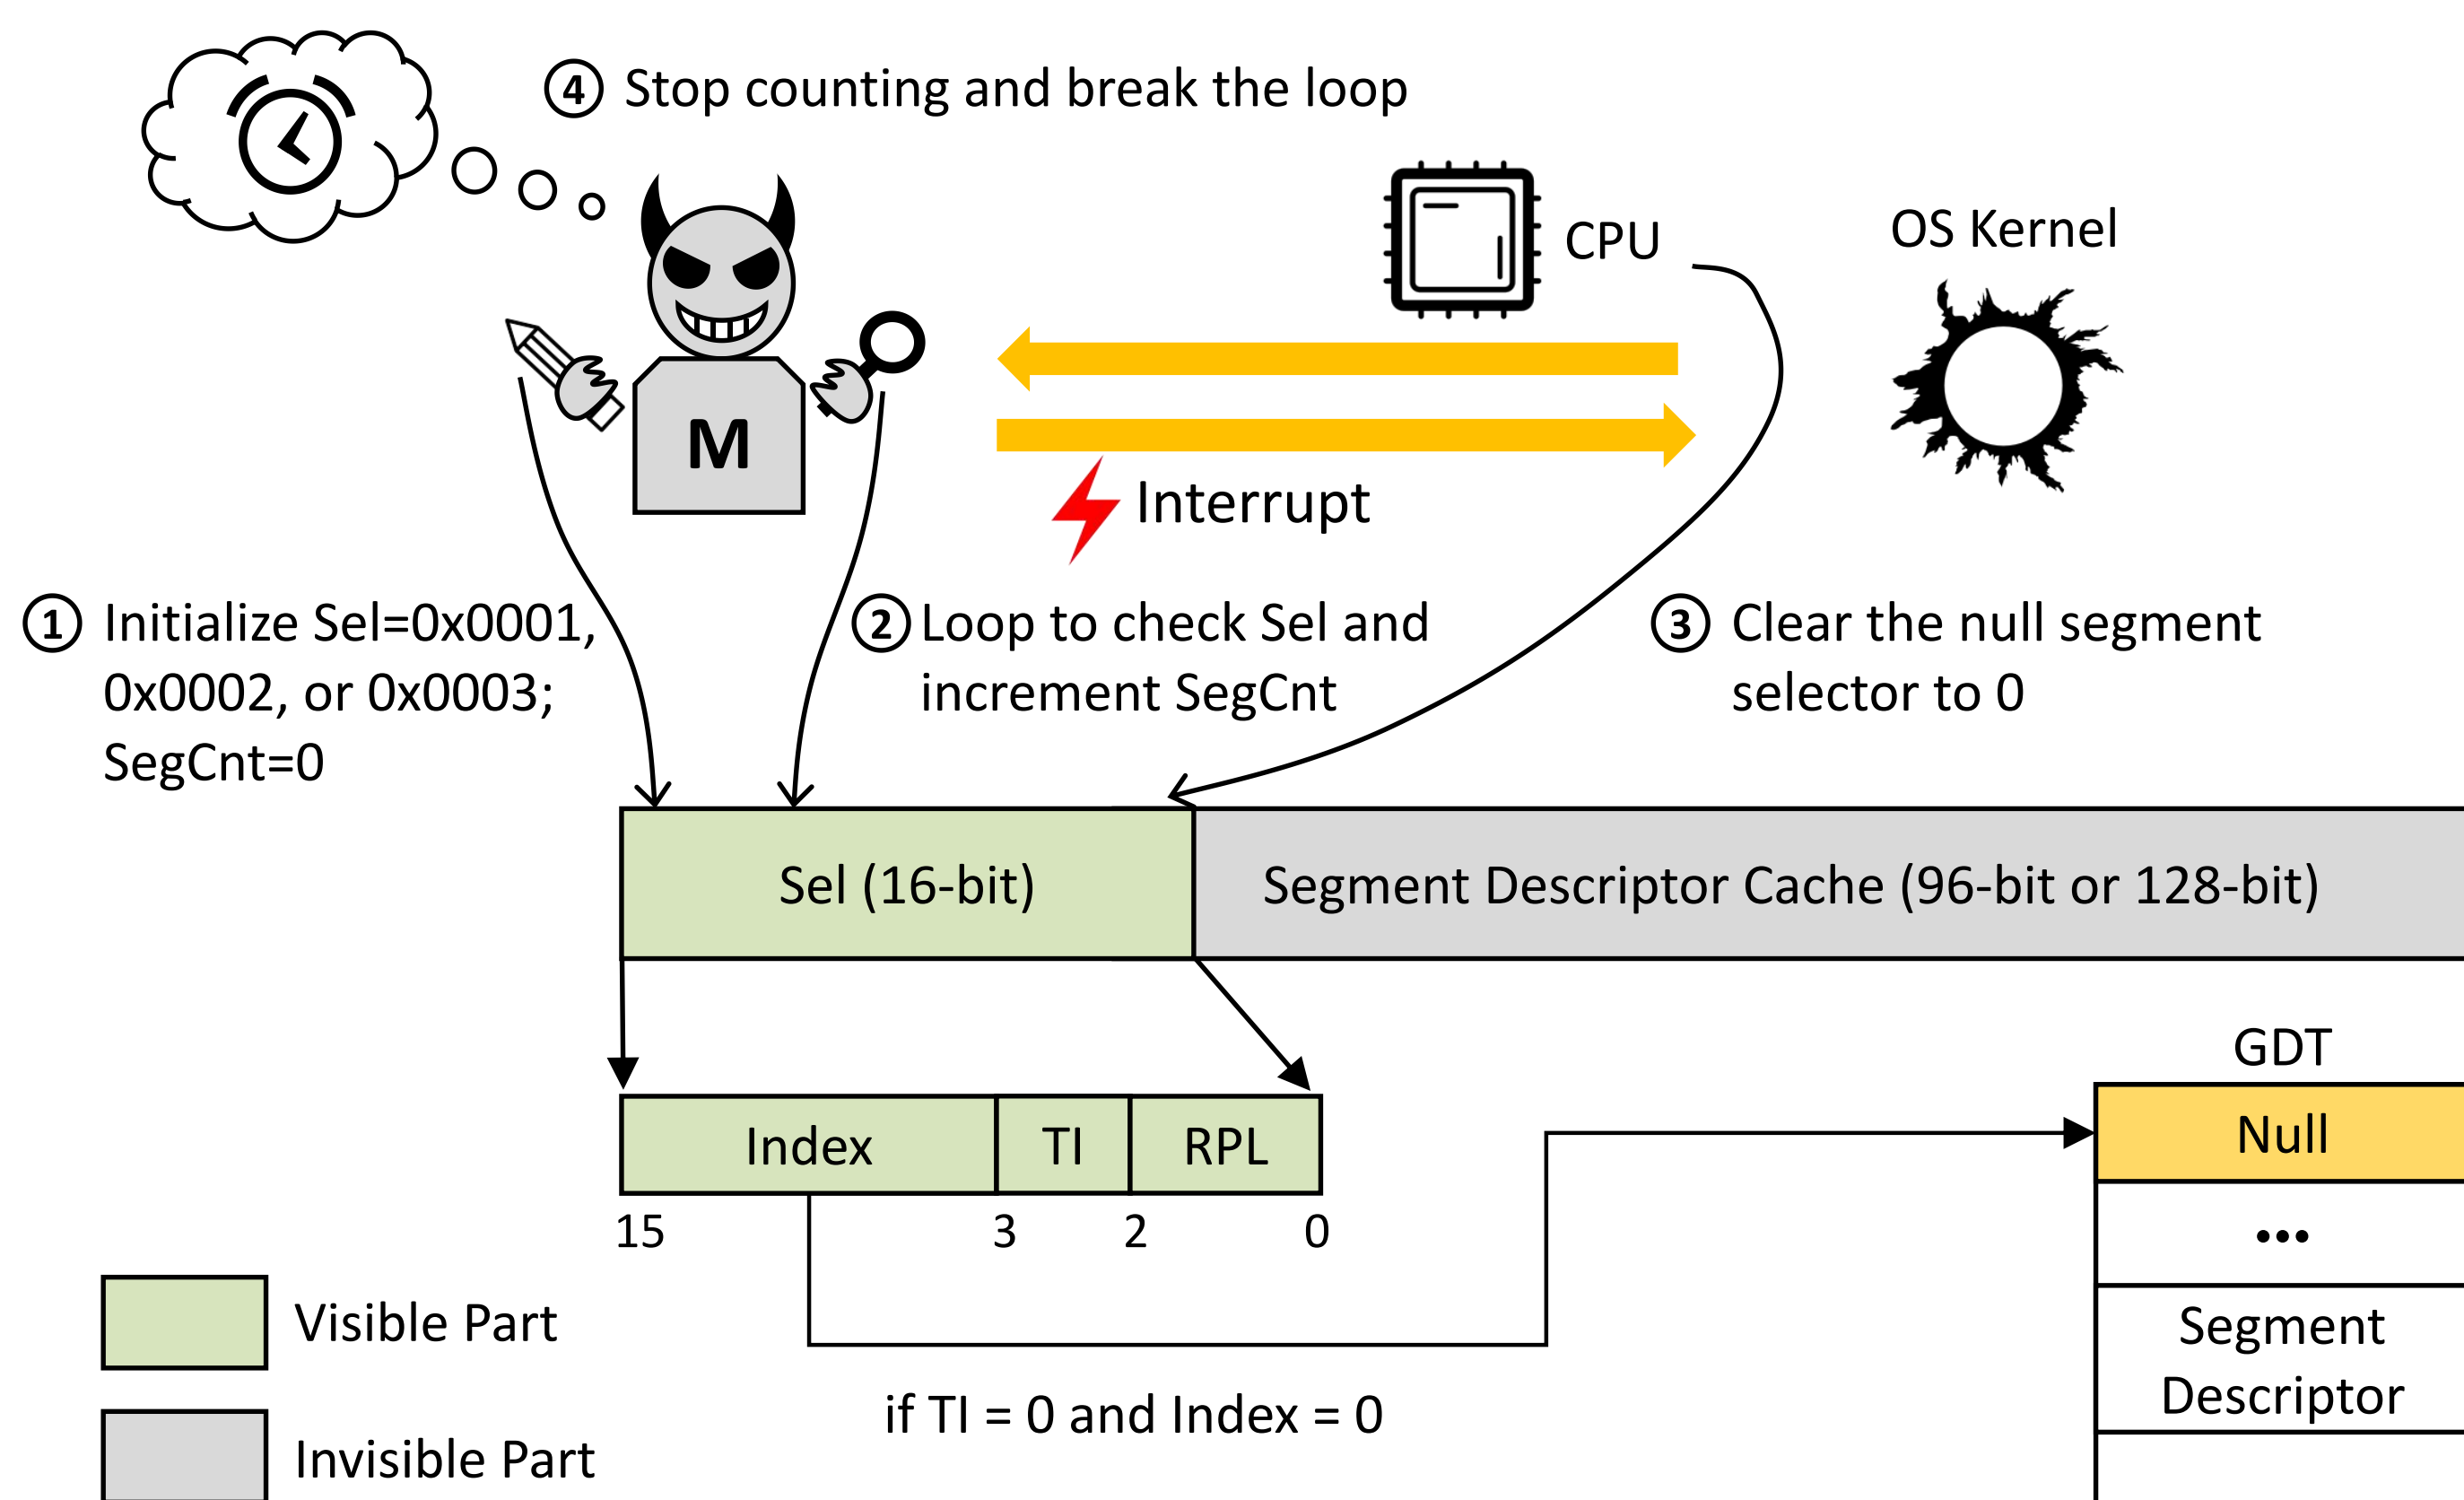 ④ Stop counting and break the loop
CPU
OS Kernel
M
Interrupt
① Initialize Sel=0x0001,
0x0002, or 0x0003;
SegCnt=0
② Loop to check Sel and
increment SegCnt
③ Clear the null segment
selector to 0
Sel (16-bit)
Segment Descriptor Cache (96-bit or 128-bit)
GDT
Index
TI
RPL
Null
15
3
2
0
...
Visible Part
Segment
Descriptor
if TI = 0 and Index = 0
Invisible Part